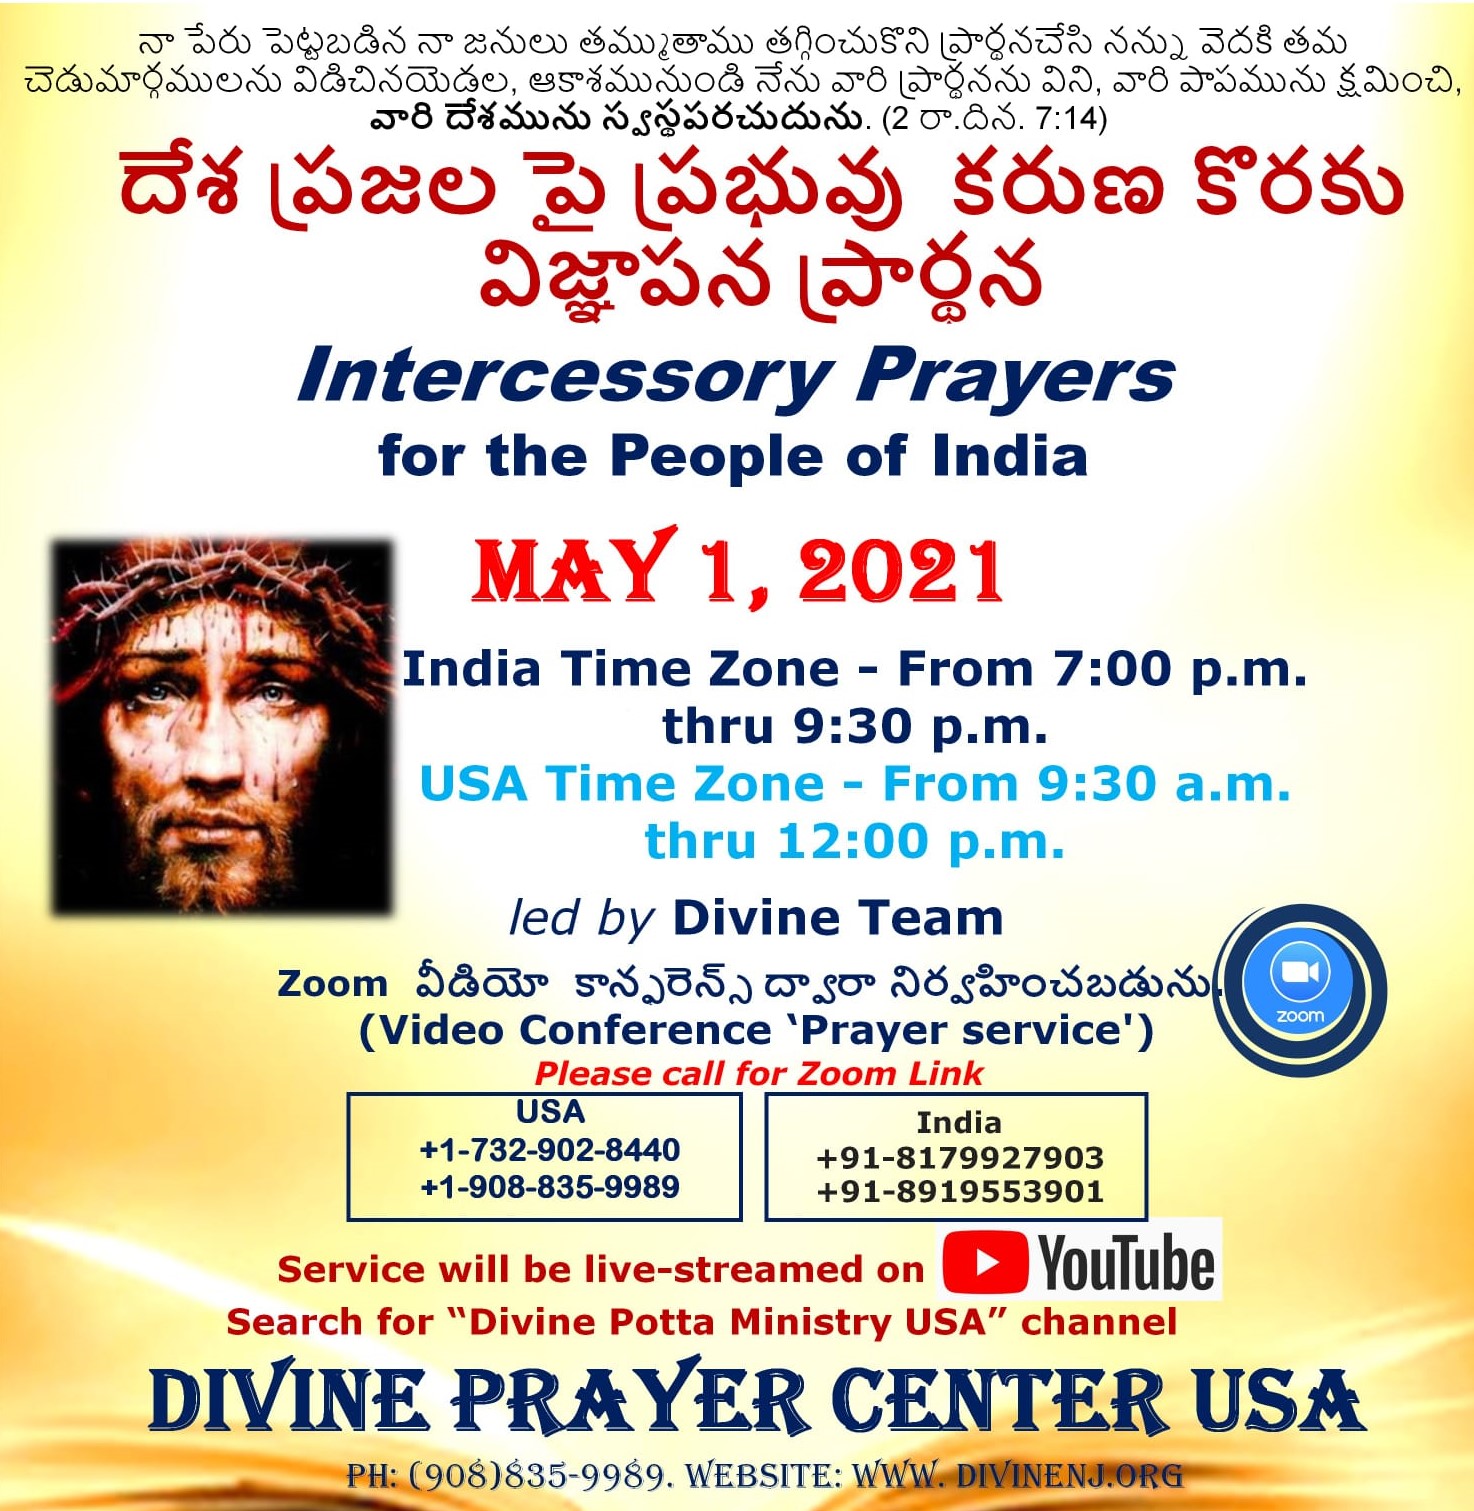 నా పేరు పెట్టబడిన నా జనులు తమ్ముతాము తగ్గించుకొని ప్రార్థనచేసి నన్ను వెదకి తమ
చెడుమార్గములను విడిచినయెడల, ఆకాశమునుండి నేను వారి ప్రార్థనను విని, వారి పాపమును క్షమించి,
వారి దేశమును స్వస్థపరచుదును. (2 రా.దిన. 7:14)
దేశ ప్రజల పై ప్రభువు కరుణ కొరకు
విజ్ఞాపన ప్రార్థన
Intercessory Prayers
for the People of India
MAY 1, 2021
India Time Zone - From 7:00 p.m.
thru 9:30 p.m.
USA Time Zone - From 9:30 a.m.
thru 12:00 p.m.
led by Divine Team
Zoom వీడియో కాన్ఫరెన్స్ ద్వారా నిర్వహించబడును.
zoom
(Video Conference ‘Prayer service')
Please call for Zoom Link
USA
+1-732-902-8440
+1-908-835-9989
India
+91-8179927903
+91-8919553901
Service will be live-streamed on YouTube
Search for “Divine Potta Ministry USA” channel
DIVINE PRAYER CENTER USA
PH: (908)835-9989. WEBSITE: WWW. DIVINENJ.ORG